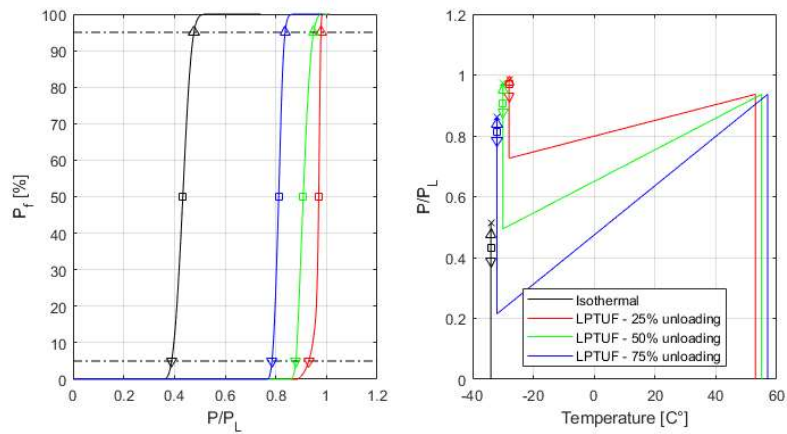 100
90
80
70
60
50
40
30
20
10
0
P_f [%]
0 0.2 0.4 0.6 0.8 1 1.2
P/P_L
1.2
1
0.8
0.6
0.4
0.2
0
P/P_L
Isothermal
LPTUF - 25% unloading
LPTUF - 50% unloading
LPTUF - 75% unloading
-40 -20 0 20 40 60
Temperature [C°]